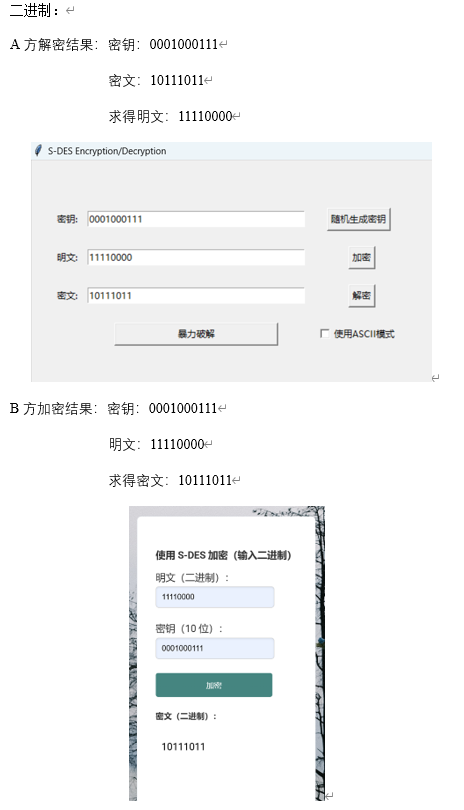 二进制：
A 方解密结果：密钥：0001000111
密文：10111011
求得明文：11110000
S-DES Encryption/Decryption
密钥: 0001000111 随机生成密钥
明文: 11110000 加密
密文: 10111011 解密
暴力破解 使用ASCII模式
B 方加密结果：密钥：0001000111
明文：11110000
求得密文：10111011
使用 S-DES 加密（输入二进制）
明文（二进制）：
11110000
密钥（10 位）：
0001000111
加密
密文（二进制）：
10111011